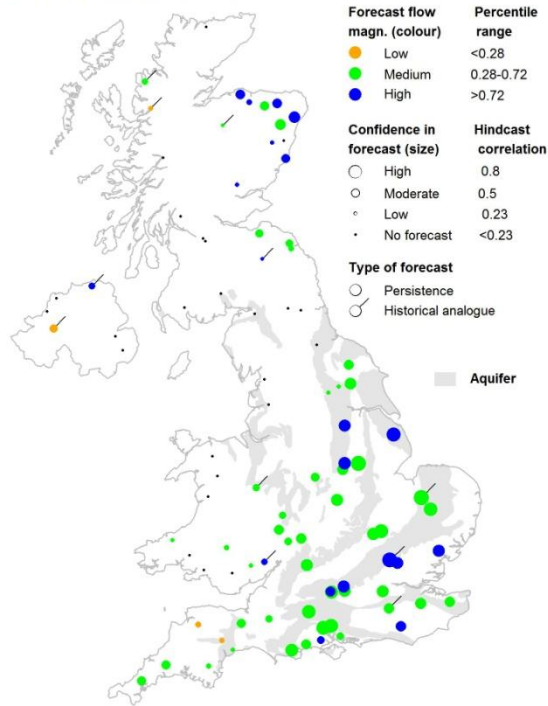 Forecast flow Percentile
magn. (colour) range
Low <0.28
Medium 0.28-0.72
High >0.72
Confidence in Hindcast
forecast (size) correlation
High 0.8
Moderate 0.5
Low 0.23
No forecast <0.23
Type of forecast
Persistence
Historical analogue
Aquifer